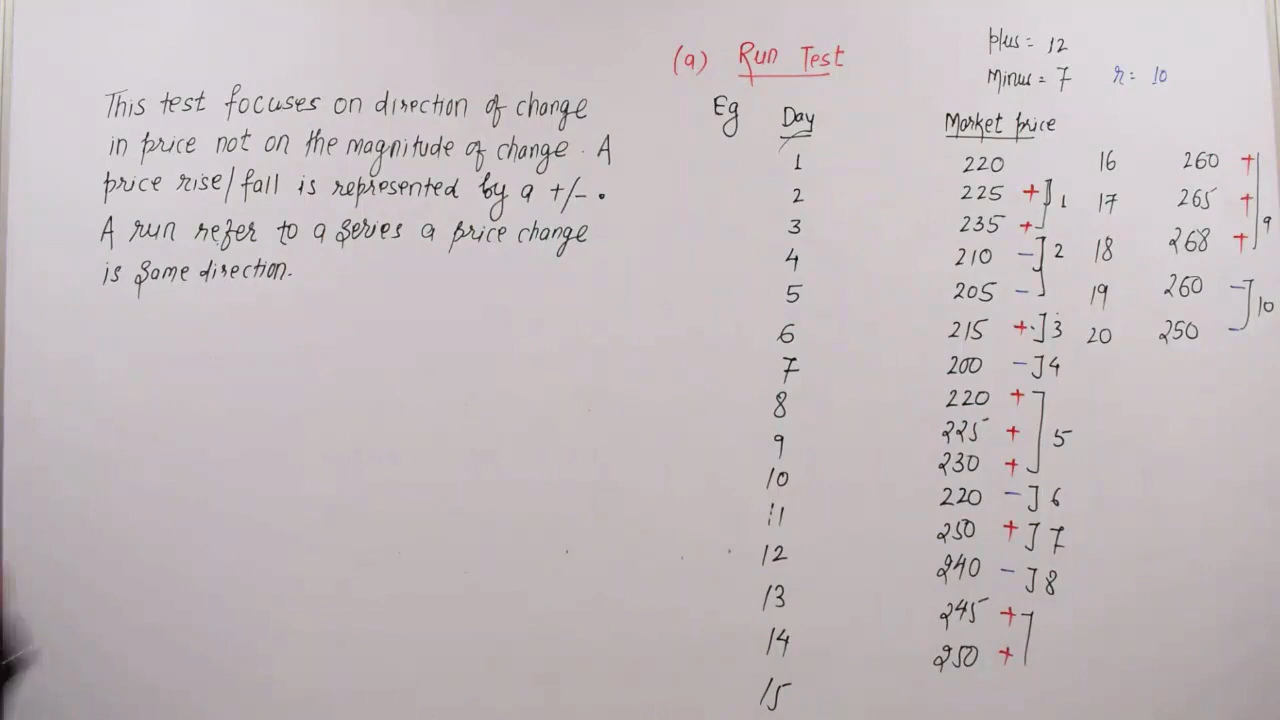 This test focuses on direction of change
in price not on the magnitude of change. A
price rise/fall is represented by a +/-.
A run refer to a series a price change
is same direction.
(a) Run Test
plus = 12
Minus = 7 r = 10
Eg Day Market price
1 220 16 260 +
2 225 + ] 1 17 265 +
3 235 + 18 268 + ] 9
4 210 - ] 2 19 260 -
5 205 - 20 250 - ] 10
6 215 + ] 3
7 200 - ] 4
8 220 +
9 225 + ] 5
10 230 +
11 220 - ] 6
12 250 + ] 7
13 240 - ] 8
14 245 +
15 250 + ]